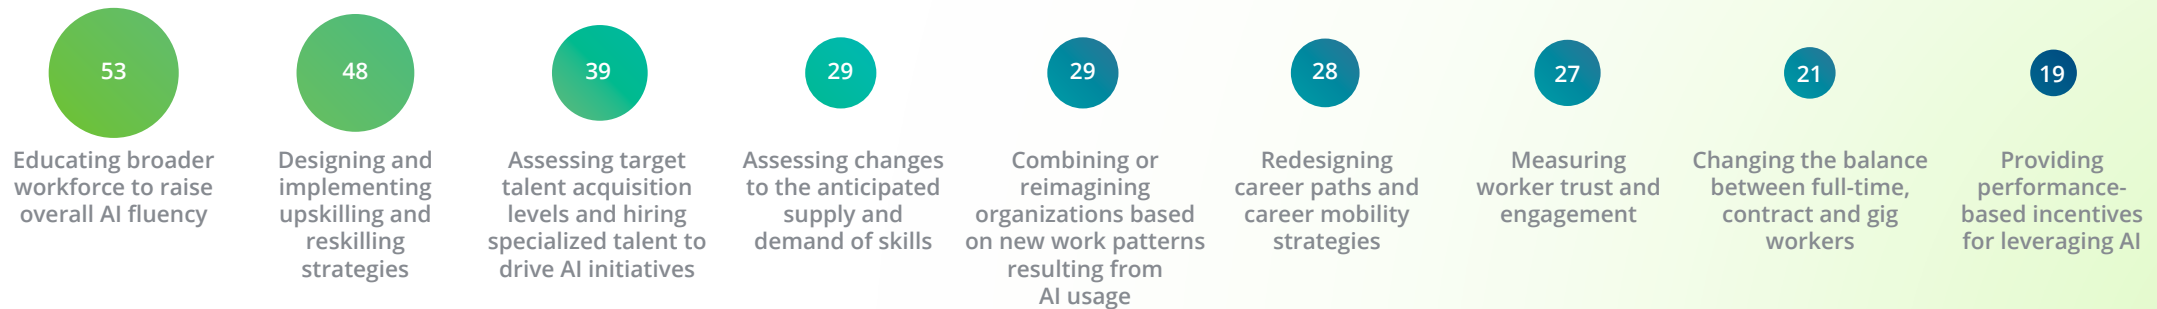 53
Educating broader
workforce to raise
overall AI fluency
48
Designing and
implementing
upskilling and
reskilling
strategies
39
Assessing target
talent acquisition
levels and hiring
specialized talent to
drive AI initiatives
29
Assessing changes
to the anticipated
supply and
demand of skills
29
Combining or
reimagining
organizations based
on new work patterns
resulting from
AI usage
28
Redesigning
career paths and
career mobility
strategies
27
Measuring
worker trust and
engagement
21
Changing the balance
between full-time,
contract and gig
workers
19
Providing
performance-
based incentives
for leveraging AI